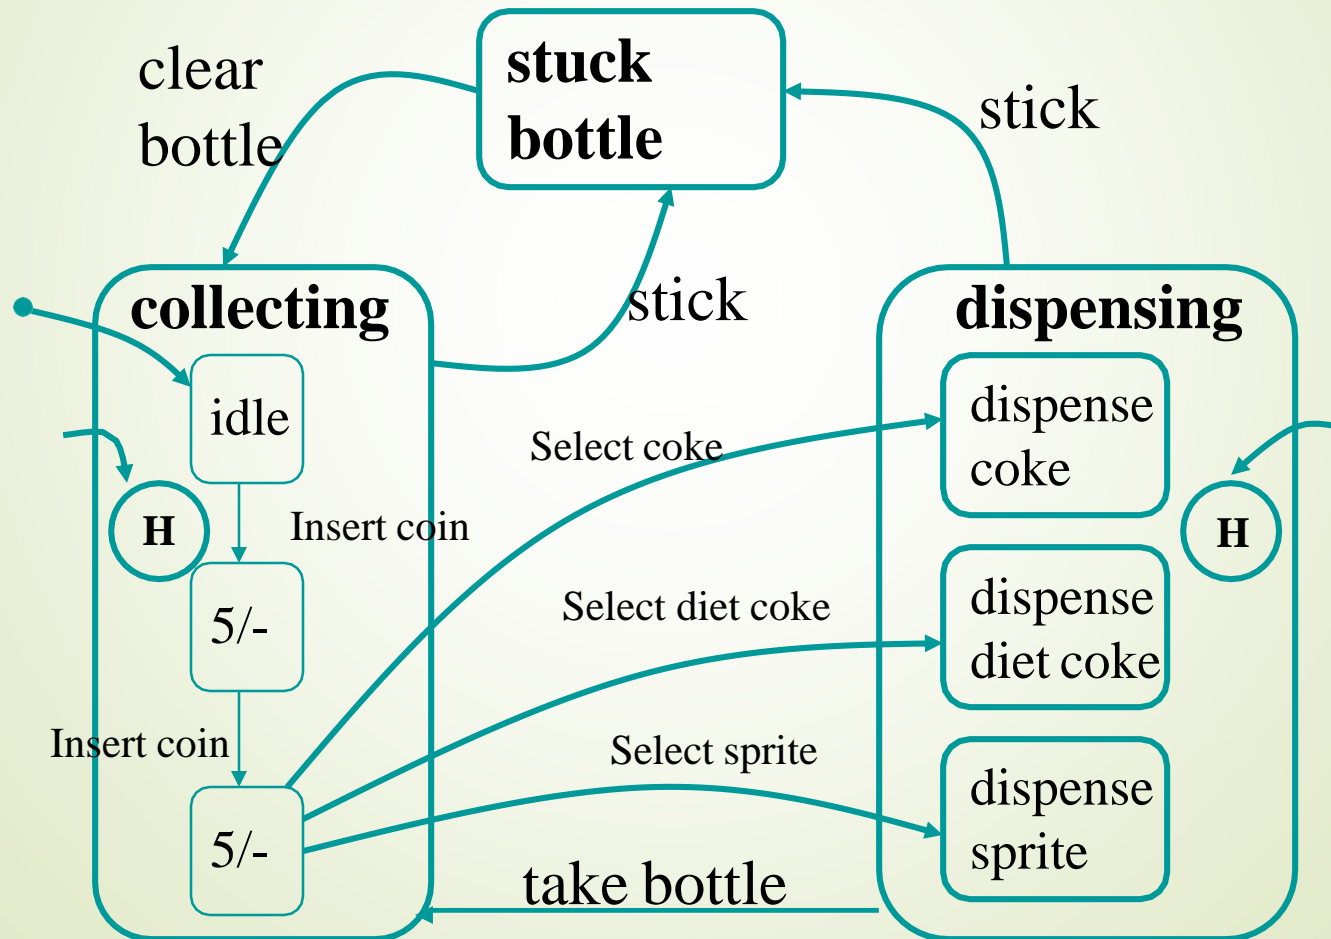 clear
bottle
stuck
bottle
stick
stick
collecting
idle
H
Insert coin
5/-
Insert coin
5/-
Select coke
Select diet coke
Select sprite
take bottle
dispensing
dispense
coke
H
dispense
diet coke
dispense
sprite